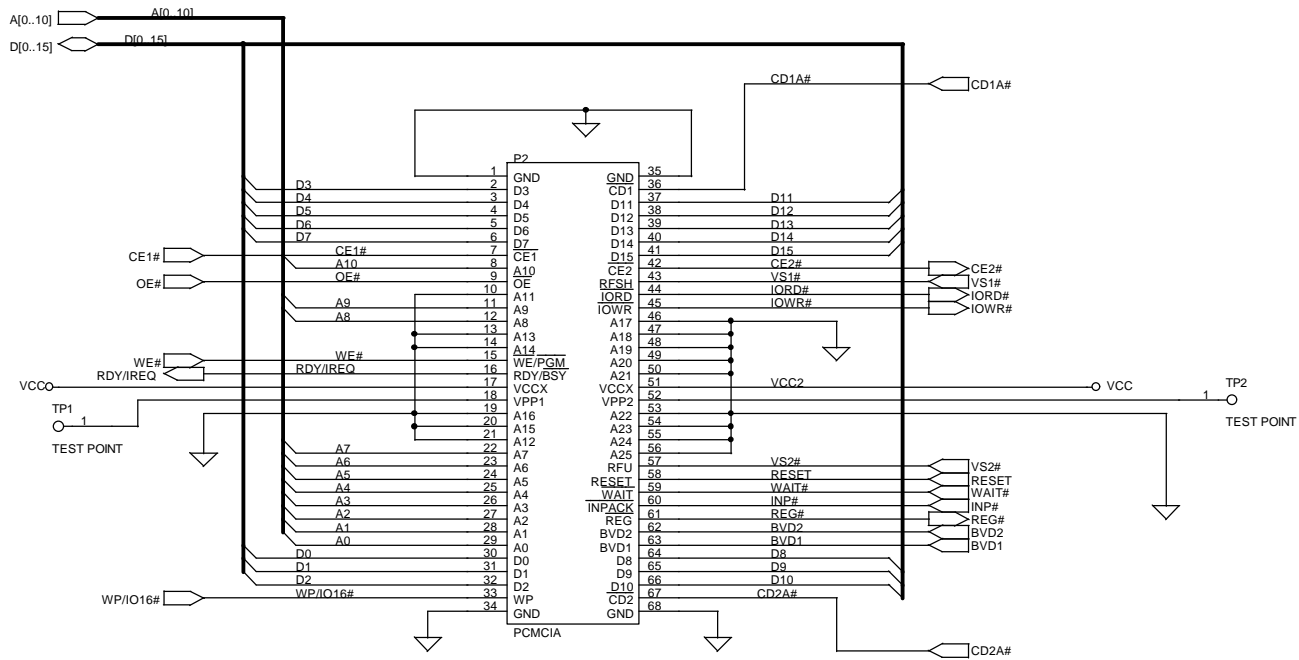 A[0..10]
A[0..10]
D[0..15]
D[0..15]
CD1A#
CD1A#
P2
1 GND GND 35
D3 2 D3 CD1 36
D4 3 D4 D11 37 D11
D5 4 D5 D12 38 D12
D6 5 D6 D13 39 D13
D7 6 D7 D14 40 D14
CE1# CE1# 7 CE1 D15 41 D15
A10 8 A10 CE2 42 CE2# CE2#
OE# OE# 9 OE RFSH 43 VS1# VS1#
10 A11 IORD 44 IORD# IORD#
A9 11 A9 IOWR 45 IOWR# IOWR#
A8 12 A8 A17 46
13 A13 A18 47
14 A14 A19 48
WE# WE# 15 WE/PGM A20 49
RDY/IREQ RDY/IREQ 16 RDY/BSY A21 50
VCC 17 VCCX VCCX 51 VCC2 VCC
TP1 1 18 VPP1 VPP2 52 1 TP2
19 A16 A22 53
TEST POINT
20 A15 A23 54
TEST POINT
21 A12 A24 55
A7 22 A7 A25 56
A6 23 A6 RFU 57 VS2# VS2#
A5 24 A5 RESET 58 RESET RESET
A4 25 A4 WAIT 59 WAIT# WAIT#
A3 26 A3 INPACK 60 INP# INP#
A2 27 A2 REG 61 REG# REG#
A1 28 A1 BVD2 62 BVD2 BVD2
A0 29 A0 BVD1 63 BVD1 BVD1
D0 30 D0 D8 64 D8
D1 31 D1 D9 65 D9
D2 32 D2 D10 66 D10
WP/IO16# WP/IO16# 33 WP CD2 67 CD2A#
34 GND GND 68
PCMCIA
CD2A#